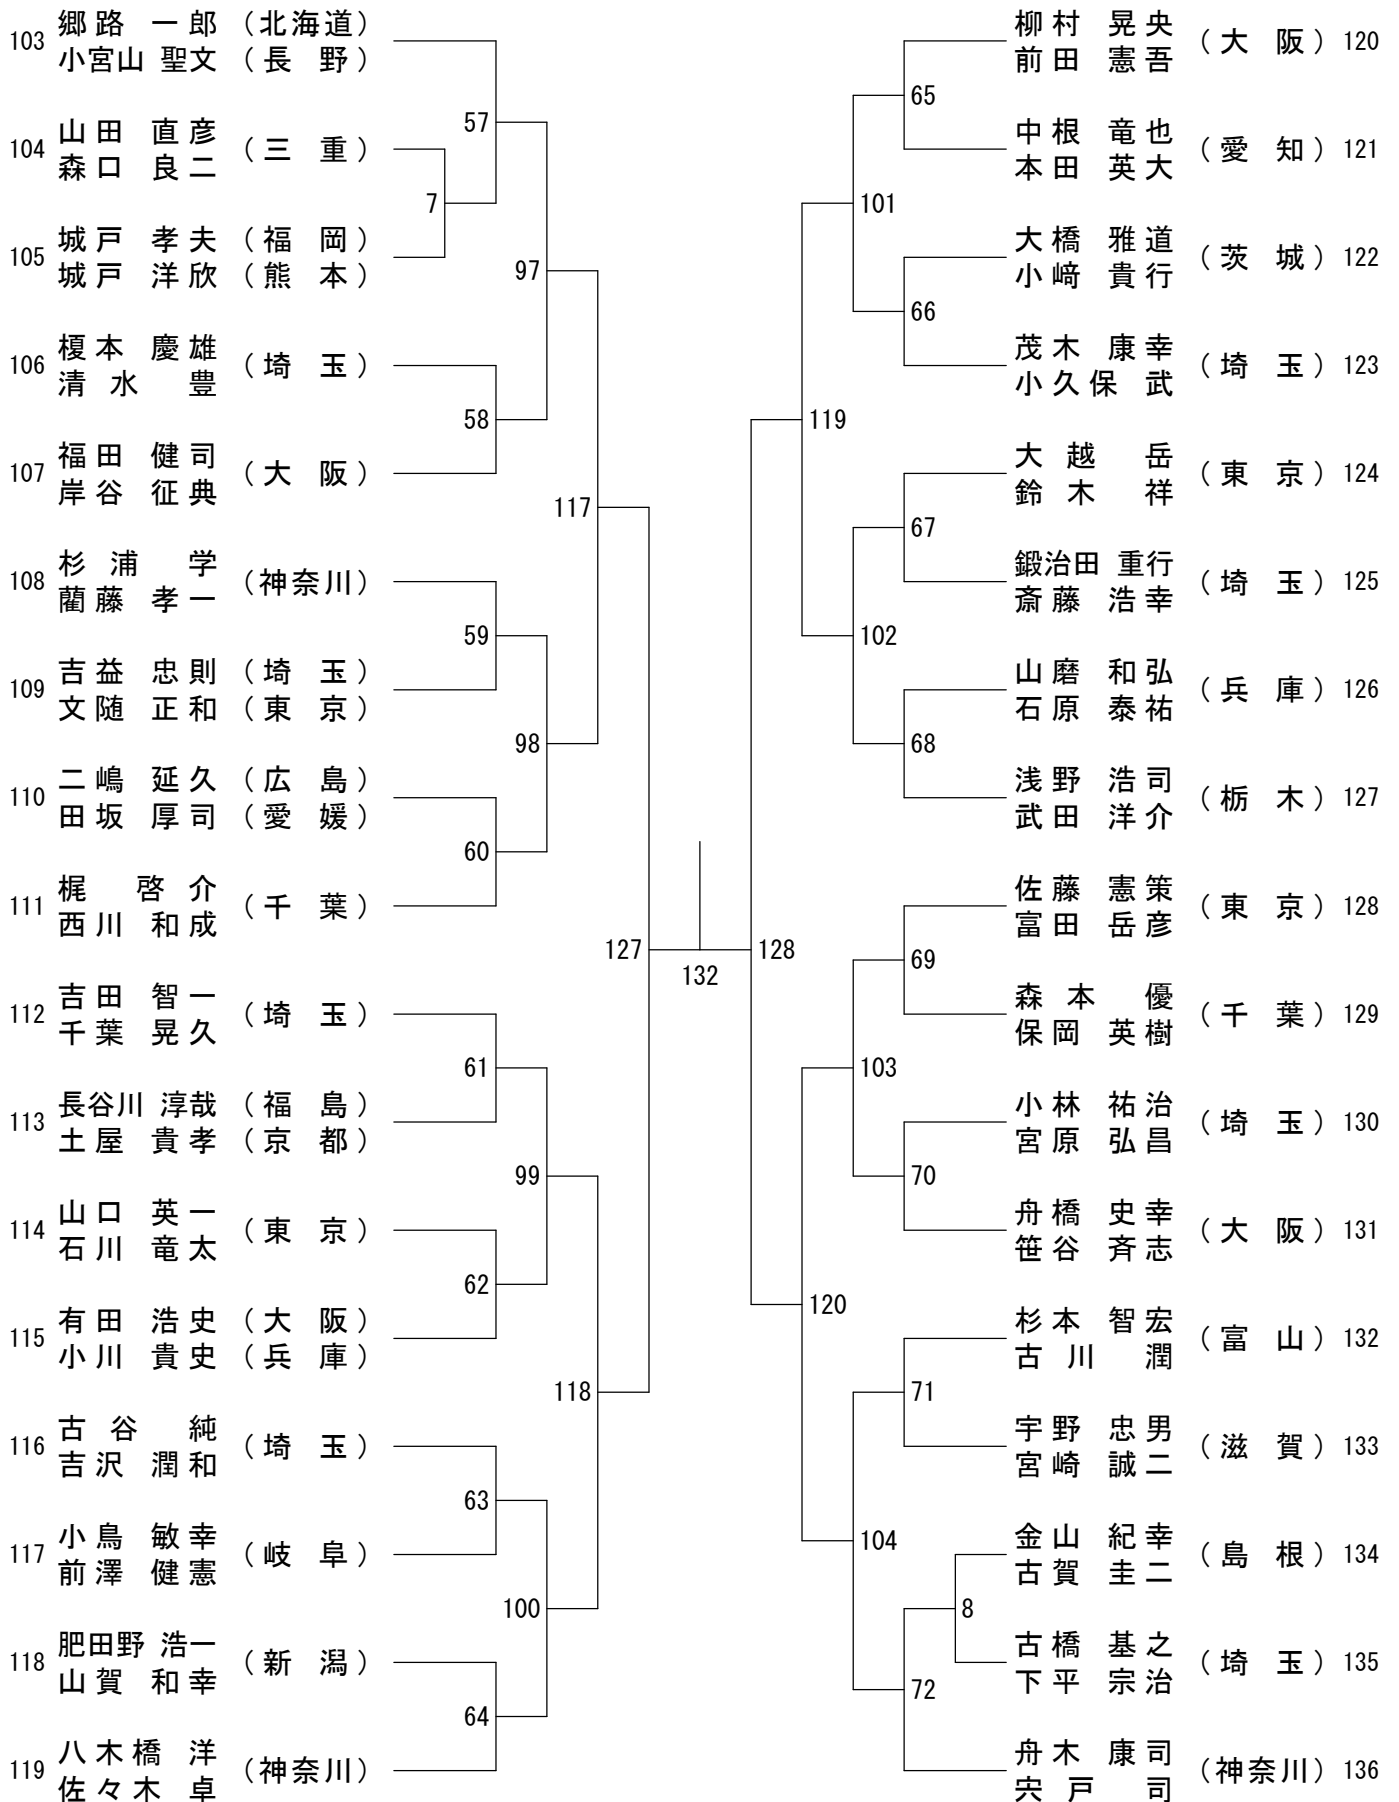 103 郷路 一郎 (北海道)
小宮山 聖文 (長野)
57
104 山田 直彦 (三重)
森口 良二
7
105 城戸 孝夫 (福岡)
城戸 洋欣 (熊本)
97
106 榎本 慶雄 (埼玉)
清水 豊
58
107 福田 健司 (大阪)
岸谷 征典
117
108 杉浦 学 (神奈川)
藺藤 孝一
59
109 吉益 忠則 (埼玉)
文随 正和 (東京)
98
110 二嶋 延久 (広島)
田坂 厚司 (愛媛)
60
111 梶 啓介 (千葉)
西川 和成
127
112 吉田 智一 (埼玉)
千葉 晃久
61
113 長谷川 淳哉 (福島)
土屋 貴孝 (京都)
99
114 山口 英一 (東京)
石川 竜太
62
115 有田 浩史 (大阪)
小川 貴史 (兵庫)
118
116 古谷 純 (埼玉)
吉沢 潤和
63
117 小鳥 敏幸 (岐阜)
前澤 健憲
100
118 肥田野 浩一 (新潟)
山賀 和幸
64
119 八木橋 洋 (神奈川)
佐々木 卓
132
柳村 晃央 (大阪) 120
前田 憲吾
65
中根 竜也 (愛知) 121
本田 英大
101
大橋 雅道 (茨城) 122
小﨑 貴行
66
茂木 康幸 (埼玉) 123
小久保 武
119
大越 岳 (東京) 124
鈴木 祥
67
鍛治田 重行 (埼玉) 125
斎藤 浩幸
102
山磨 和弘 (兵庫) 126
石原 泰祐
68
浅野 浩司 (栃木) 127
武田 洋介
128
佐藤 憲策 (東京) 128
富田 岳彦
69
森本 優 (千葉) 129
保岡 英樹
103
小林 祐治 (埼玉) 130
宮原 弘昌
70
舟橋 史幸 (大阪) 131
笹谷 斉志
120
杉本 智宏 (富山) 132
古川 潤
71
宇野 忠男 (滋賀) 133
宮崎 誠二
104
金山 紀幸 (島根) 134
古賀 圭二
8
古橋 基之 (埼玉) 135
下平 宗治
72
舟木 康司 (神奈川) 136
宍戸 司